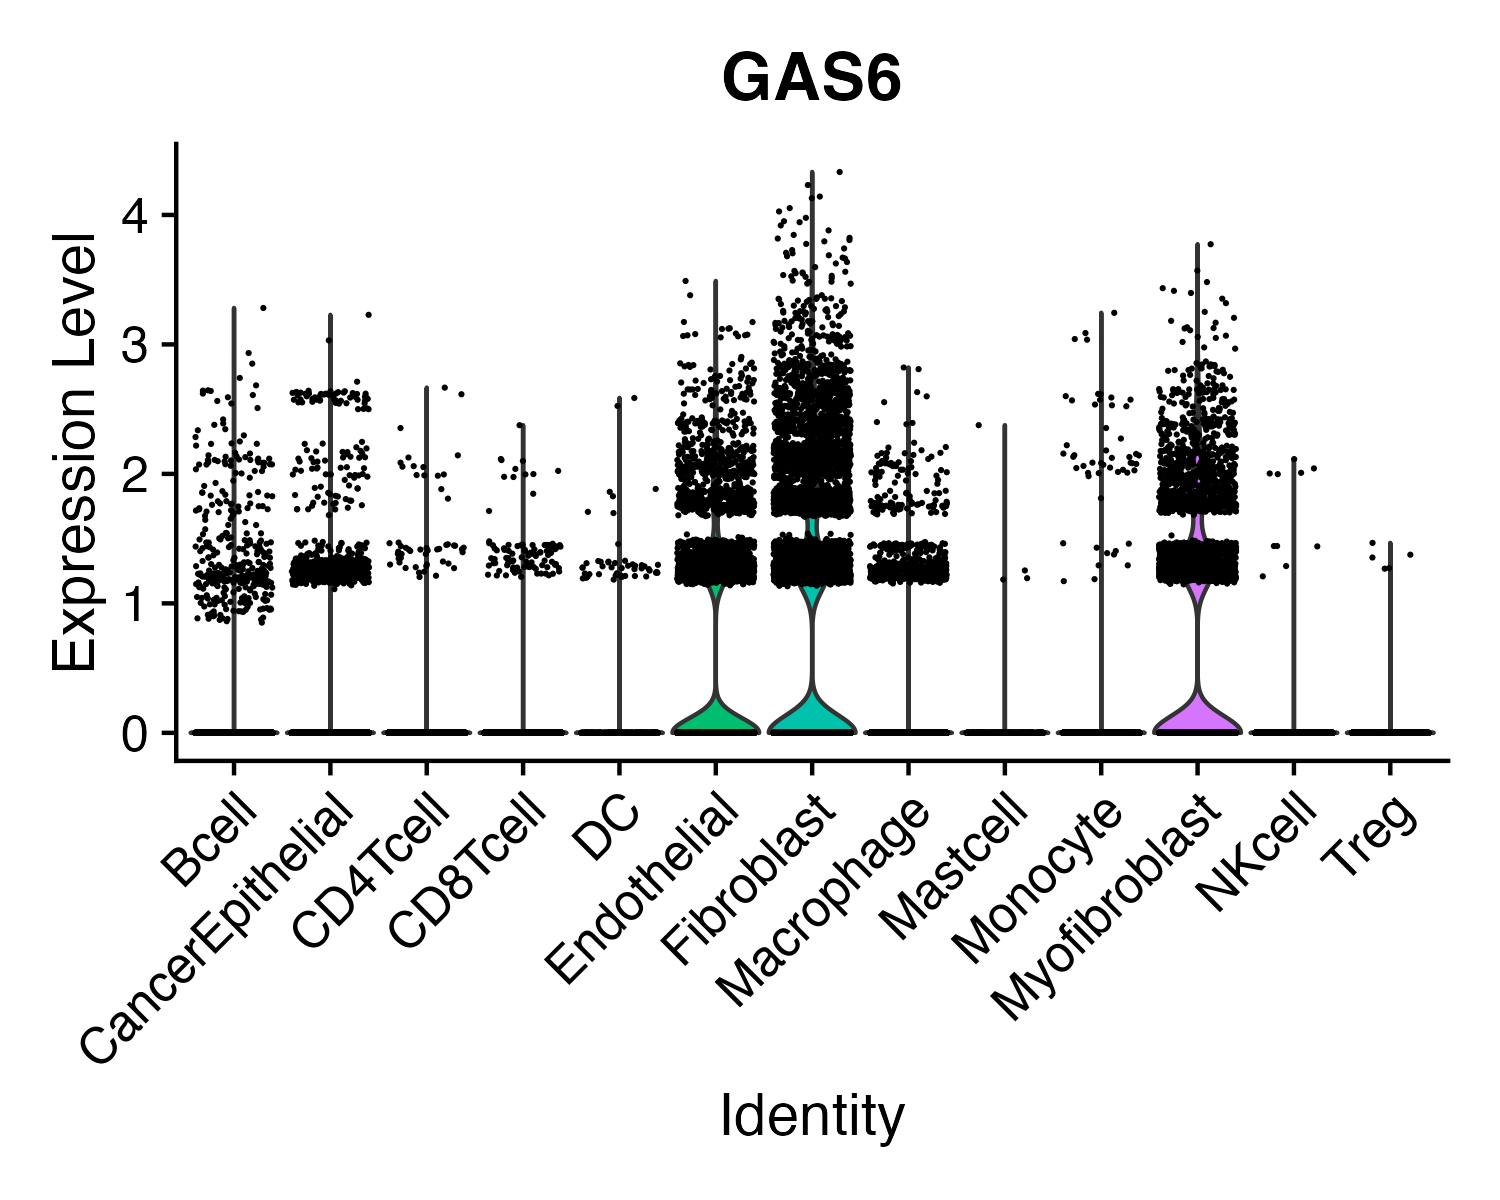 GAS6
Expression Level
4
3
2
1
0
Bcell
CancerEpithelial
CD4Tcell
CD8Tcell
DC
Endothelial
Fibroblast
Macrophage
Mastcell
Monocyte
Myofibroblast
NKcell
Treg
Identity